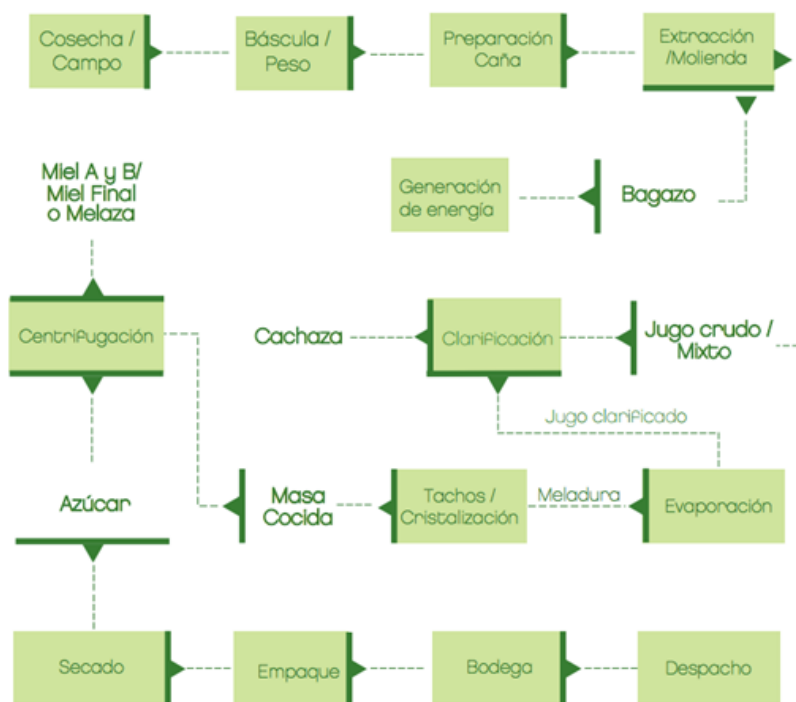 Cosecha /
Campo
Báscula /
Peso
Preparación
Caña
Extracción
/Molienda
Miel A y B/
Miel Final
o Melaza
Generación
de energía
Bagazo
Centrifugación
Cachaza
Clarificación
Jugo crudo /
Mixto
Jugo clarificado
Azúcar
Masa
Cocida
Tachos /
Cristalización
Meladura
Evaporación
Secado
Empaque
Bodega
Despacho